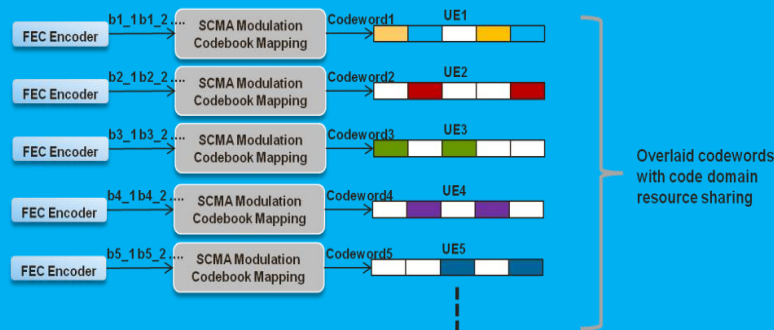 b1_1 b1_2 .... Codeword1 UE1
FEC Encoder
SCMA Modulation
Codebook Mapping
b2_1 b2_2 .... Codeword2 UE2
FEC Encoder
SCMA Modulation
Codebook Mapping
b3_1 b3_2 .... Codeword3 UE3
FEC Encoder
SCMA Modulation
Codebook Mapping
Overlaid codewords
with code domain
resource sharing
b4_1 b4_2 .... Codeword4 UE4
FEC Encoder
SCMA Modulation
Codebook Mapping
b5_1 b5_2 .... Codeword5 UE5
FEC Encoder
SCMA Modulation
Codebook Mapping